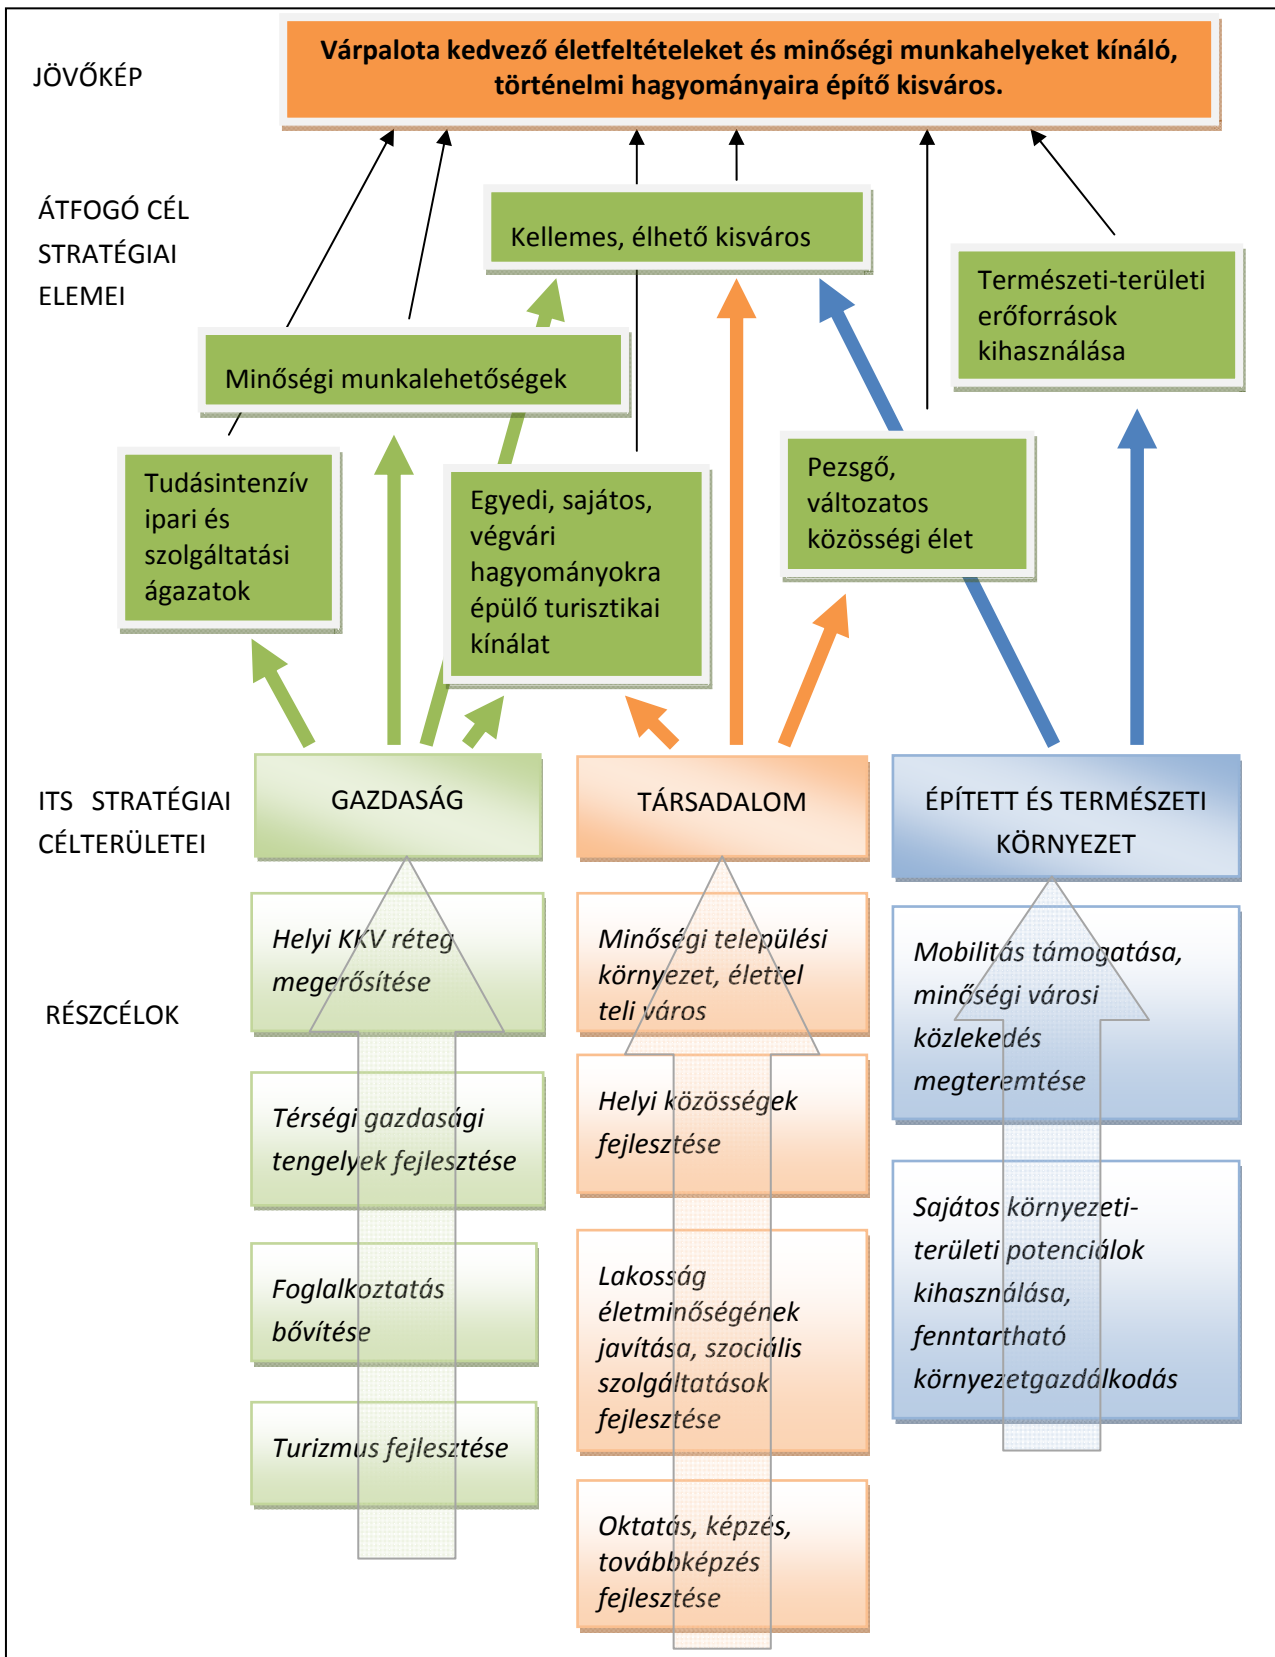 JÖVŐKÉP
Várpalota kedvező életfeltételeket és minőségi munkahelyeket kínáló,
történelmi hagyományaira építő kisváros.
ÁTFOGÓ CÉL
STRATÉGIAI
ELEMEI
Kellemes, élhető kisváros
Természeti-területi
erőforrások
kihasználása
Minőségi munkalehetőségek
Tudásintenzív
ipari és
szolgáltatási
ágazatok
Egyedi, sajátos,
végvári
hagyományokra
épülő turisztikai
kínálat
Pezsgő,
változatos
közösségi élet
ITS STRATÉGIAI
CÉLTERÜLETEI
GAZDASÁG
TÁRSADALOM
ÉPÍTETT ÉS TERMÉSZETI
KÖRNYEZET
RÉSZCÉLOK
Helyi KKV réteg
megerősítése
Térségi gazdasági
tengelyek fejlesztése
Foglalkoztatás
bővítése
Turizmus fejlesztése
Minőségi települési
környezet, élettel
teli város
Helyi közösségek
fejlesztése
Lakosság
életminőségének
javítása, szociális
szolgáltatások
fejlesztése
Oktatás, képzés,
továbbképzés
fejlesztése
Mobilitás támogatása,
minőségi városi
közlekedés
megteremtése
Sajátos környezeti-
területi potenciálok
kihasználása,
fenntartható
környezetgazdálkodás